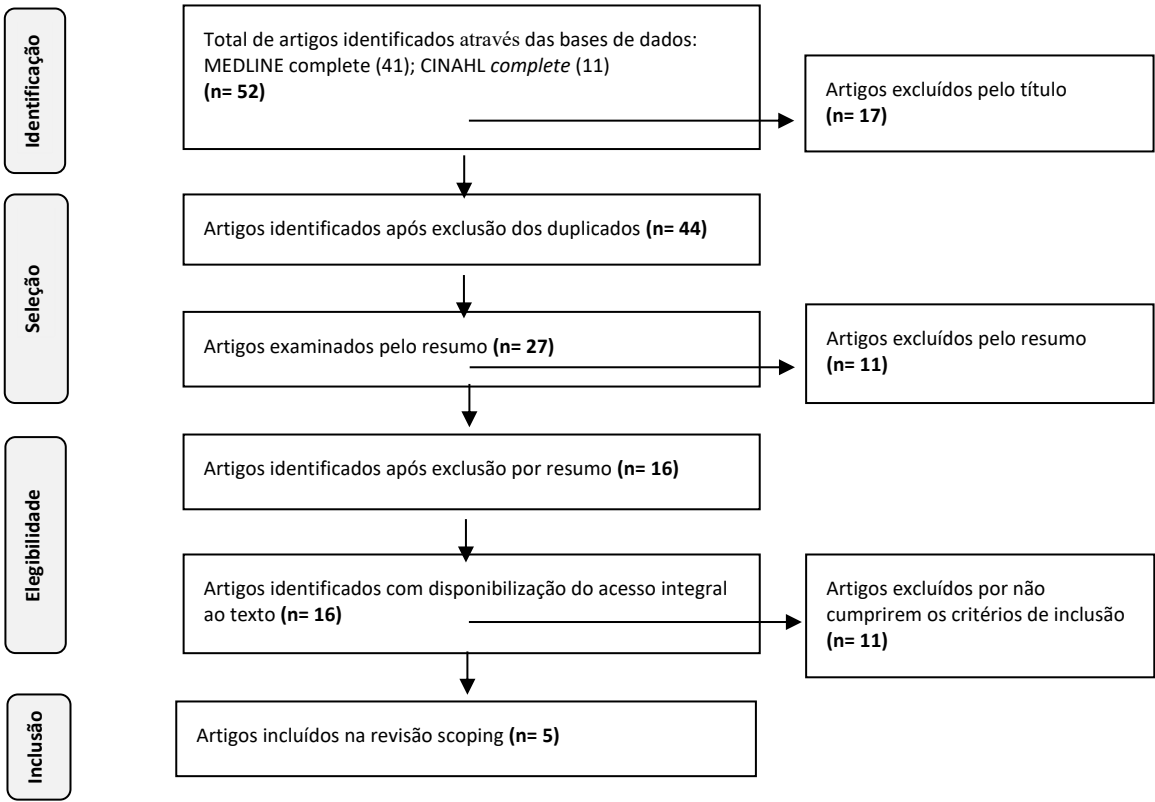 Identificação
Total de artigos identificados através das bases de dados:
MEDLINE complete (41); CINAHL complete (11)
(n= 52)
Artigos excluídos pelo título
(n= 17)
Seleção
Artigos identificados após exclusão dos duplicados (n= 44)
Artigos examinados pelo resumo (n= 27)
Artigos excluídos pelo resumo
(n= 11)
Elegibilidade
Artigos identificados após exclusão por resumo (n= 16)
Artigos identificados com disponibilização do acesso integral
ao texto (n= 16)
Artigos excluídos por não
cumprirem os critérios de inclusão
(n= 11)
Inclusão
Artigos incluídos na revisão scoping (n= 5)